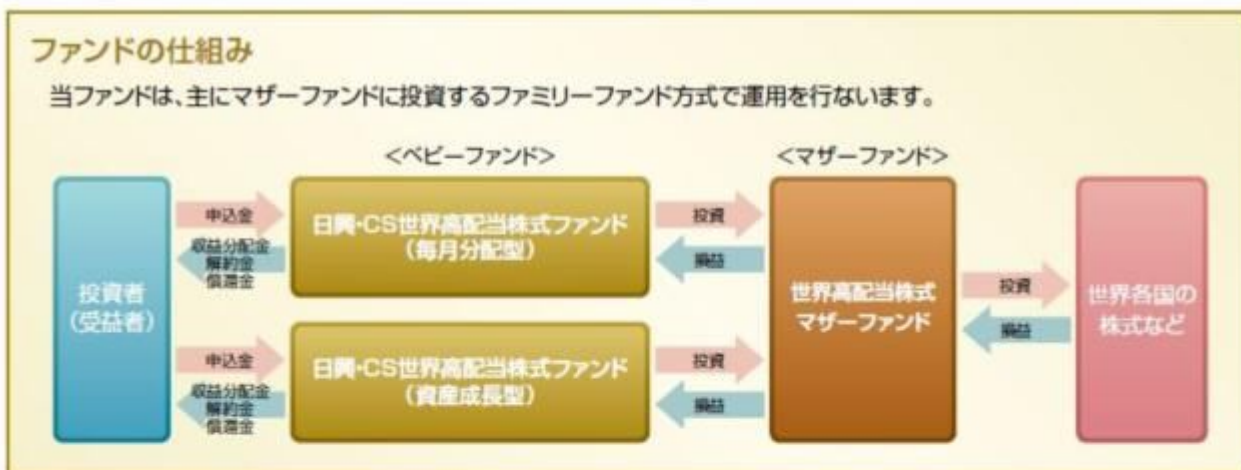 ファンドの仕組み
当ファンドは、主にマザーファンドに投資するファミリーファンド方式で運用を行ないます。
<ベビーファンド>
<マザーファンド>
投資者
(受益者)
申込金
収益分配金
解約金
償還金
日興・CS世界高配当株式ファンド
(毎月分配型)
投資
損益
申込金
収益分配金
解約金
償還金
日興・CS世界高配当株式ファンド
(資産成長型)
投資
損益
世界高配当株式
マザーファンド
投資
損益
世界各国の
株式など